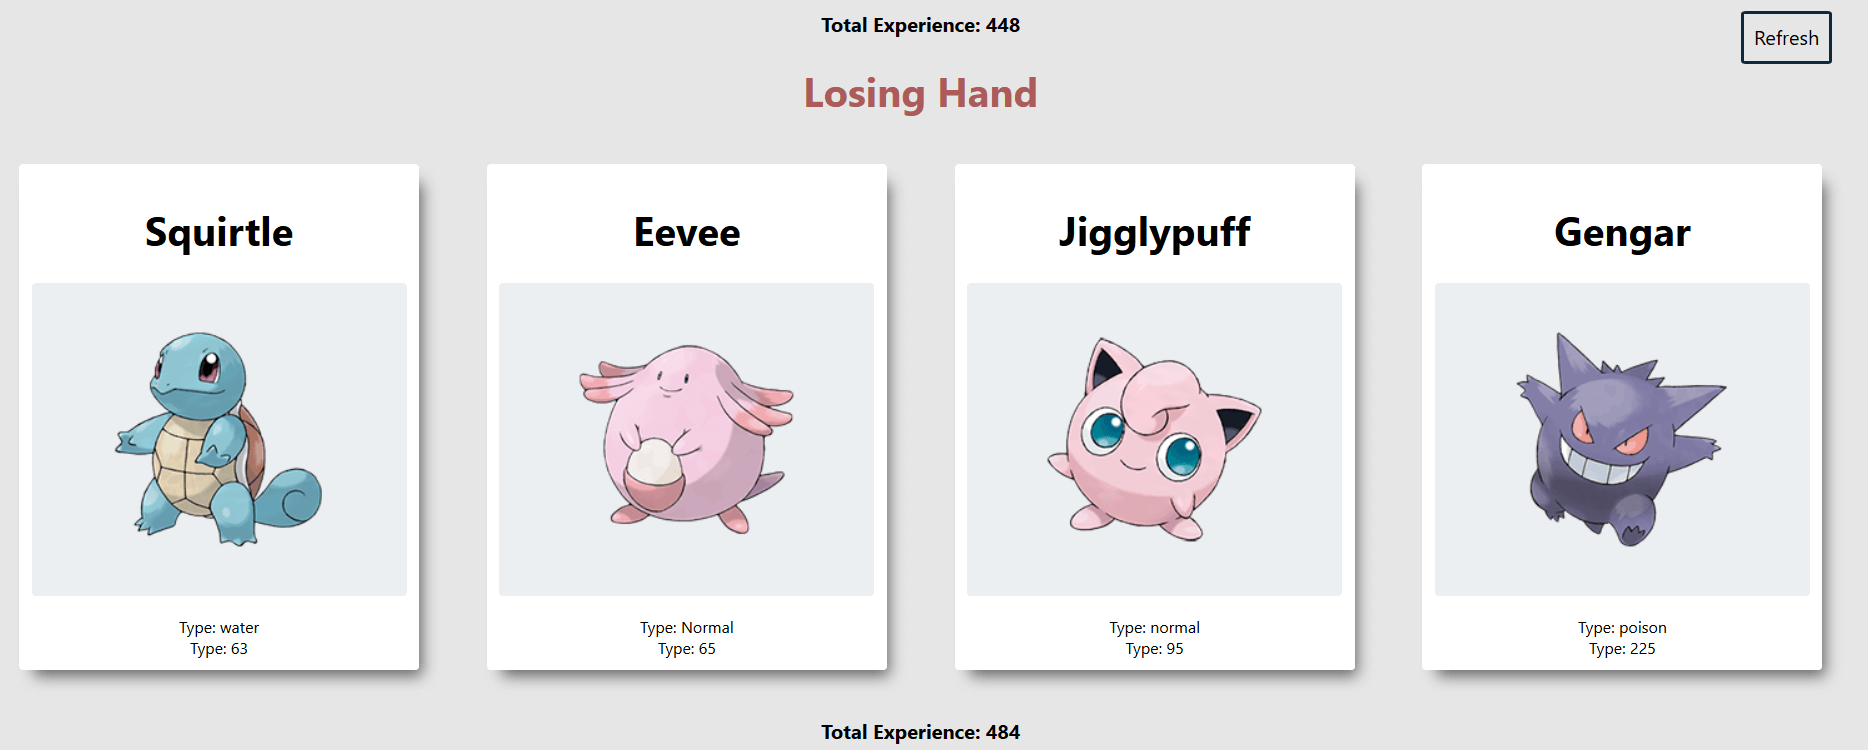 Total Experience: 448
Refresh
Losing Hand
Squirtle
Eevee
Jigglypuff
Gengar
Type: water
Type: 63
Type: Normal
Type: 65
Type: normal
Type: 95
Type: poison
Type: 225
Total Experience: 484